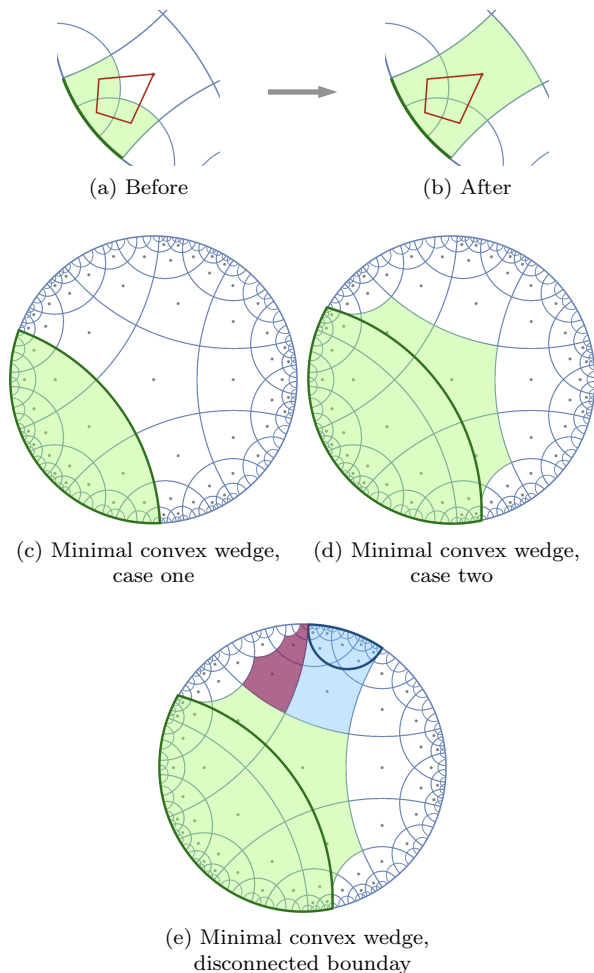 (a) Before
(b) After
(c) Minimal convex wedge,
case one
(d) Minimal convex wedge,
case two
(e) Minimal convex wedge,
disconnected bounday